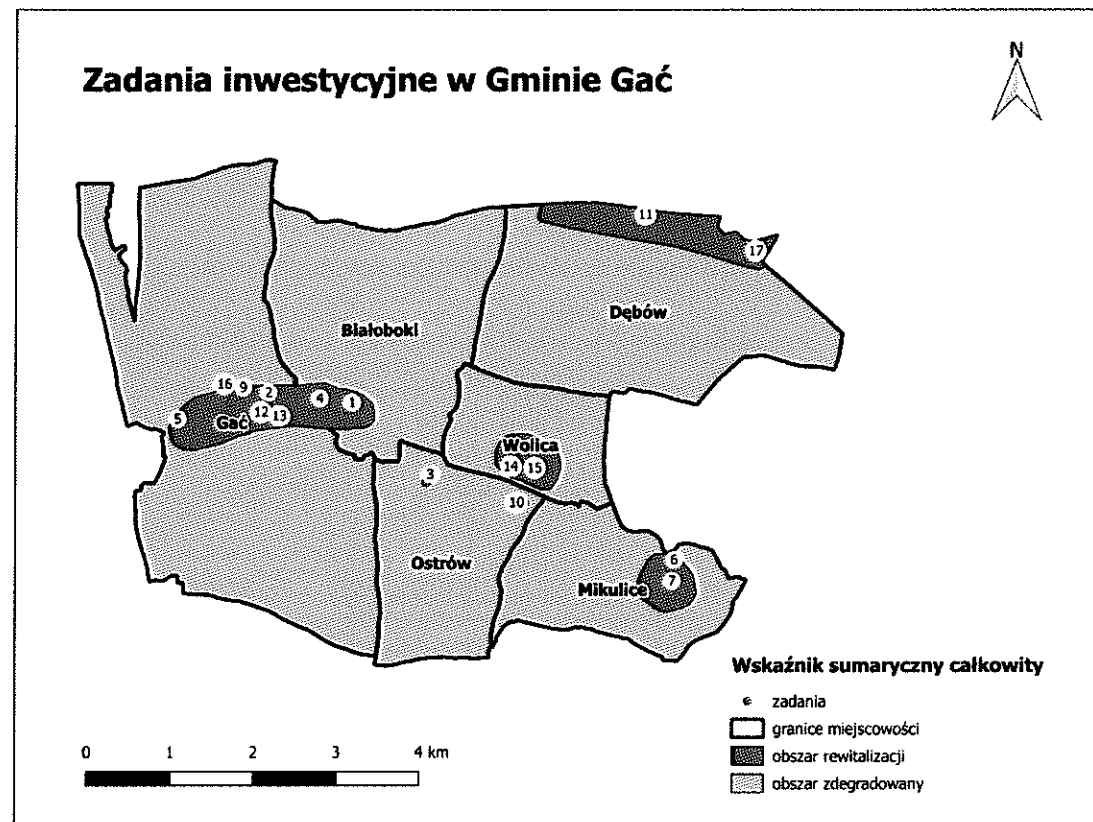 Zadania inwestycyjne w Gminie Gać
N
11
17
Dębów
Białoboki
16
9
2
4
1
5
12
13
Gać
Wolica
14
15
3
10
Ostrów
6
7
Mikulice
Wskaźnik sumaryczny całkowity
zadania
granice miejscowości
obszar rewitalizacji
obszar zdegradowany
0 1 2 3 4 km